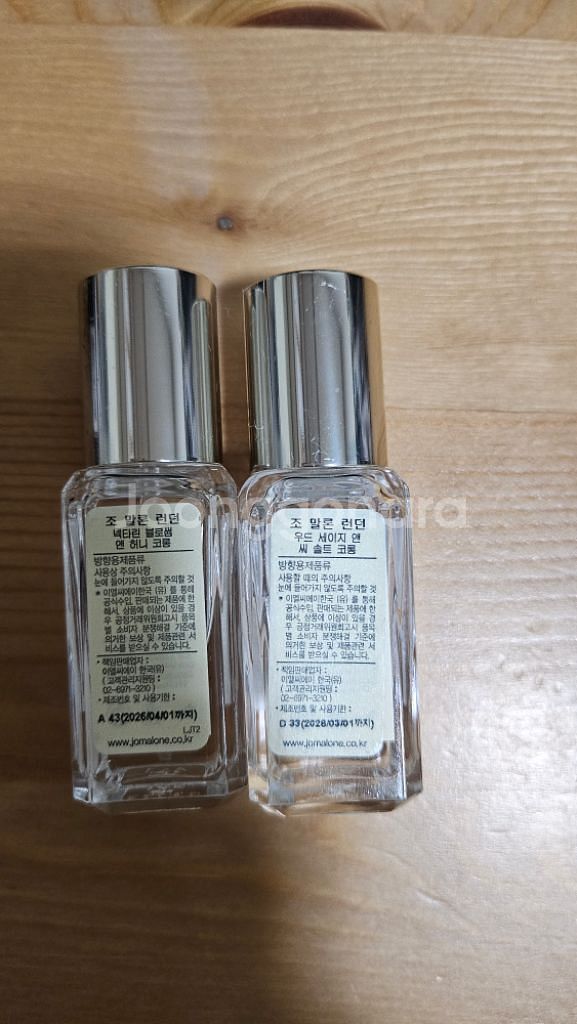 Joonggonara
조 말론 런던
넥타린 블로썸
앤 허니 코롱
방향용제품류
사용상 주의사항
눈에 들어가지 않도록 주의할 것
* 이엘씨에이한국 (유) 를 통해
공식수입, 판매되는 제품에 한
해서, 상품에 이상이 있을 경
우 공정거래위원회고시 품목
별 소비자 분쟁해결 기준에
의거한 보상 및 제품관련 서
비스를 받으실 수 있습니다.
• 책임판매업자 :
이엘씨에이 한국(유)
( 고객관리지원팀 :
02-6971-3210 )
• 제조번호 및 사용기한 :
A 43(2026/04/01까지)
LJT2
www.jomalone.co.kr
조 말론 런던
우드 세이지 앤
씨 솔트 코롱
방향용제품류
사용할 때의 주의사항
눈에 들어가지 않도록 주의할 것
* 이엘씨에이한국 (유) 를 통해
공식수입, 판매되는 제품에 한
해서, 상품에 이상이 있을 경
우 공정거래위원회고시 품목
별 소비자 분쟁해결 기준에
의거한 보상 및 제품관련 서
비스를 받으실 수 있습니다.
• 책임판매업자 :
이엘씨에이 한국(유)
( 고객관리지원팀 :
02-6971-3210 )
• 제조번호 및 사용기한 :
D 33(2026/03/01까지)
www.jomalone.co.kr